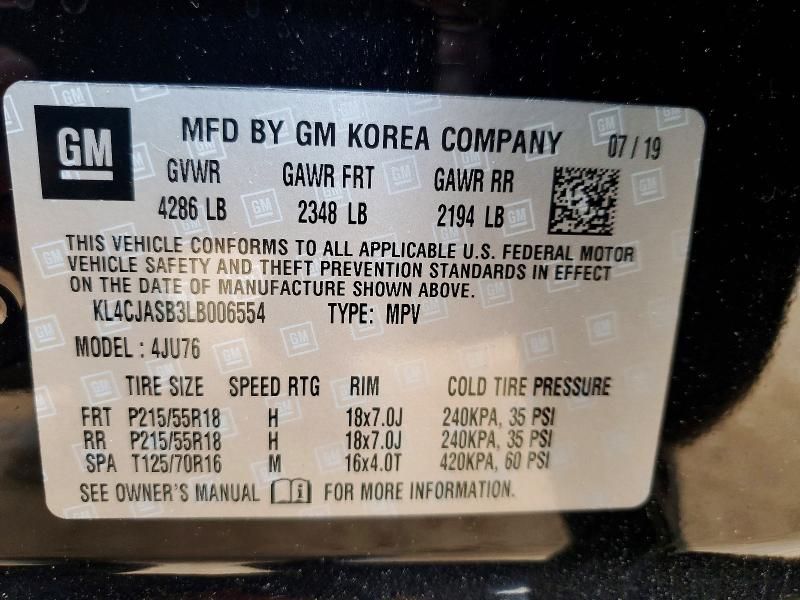 GM MFD BY GM KOREA COMPANY 07/19
GVWR GAWR FRT GAWR RR
4286 LB 2348 LB 2194 LB
THIS VEHICLE CONFORMS TO ALL APPLICABLE U.S. FEDERAL MOTOR
VEHICLE SAFETY AND THEFT PREVENTION STANDARDS IN EFFECT
ON THE DATE OF MANUFACTURE SHOWN ABOVE.
KL4CJASB3LB006554 TYPE: MPV
MODEL: 4JU76
TIRE SIZE SPEED RTG RIM COLD TIRE PRESSURE
FRT P215/55R18 H 18x7.0J 240KPA, 35 PSI
RR P215/55R18 H 18x7.0J 240KPA, 35 PSI
SPA T125/70R16 M 16x4.0T 420KPA, 60 PSI
SEE OWNER'S MANUAL i FOR MORE INFORMATION.